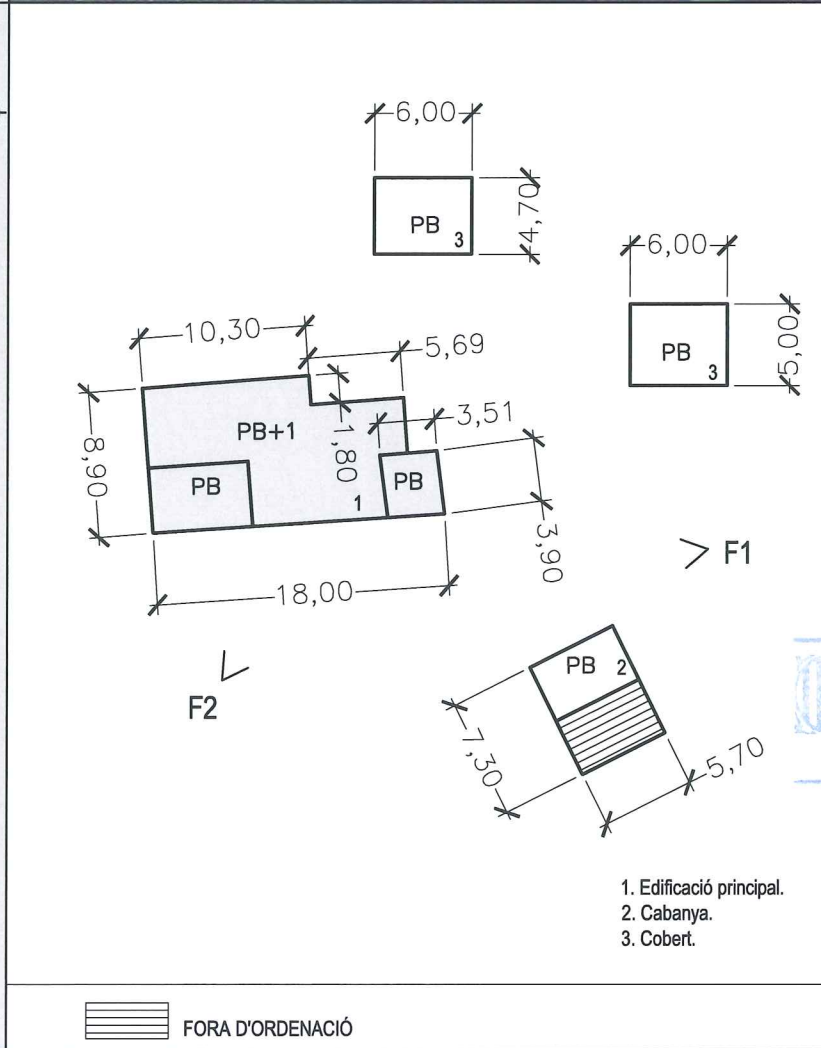 6,00
4,70
PB
3
6,00
5,00
PB
3
10,30
5,69
3,51
PB+1
1,80
8,90
PB
PB
1
3,90
18,00
F1
F2
PB
2
7,30
5,70
1. Edificació principal.
2. Cabanya.
3. Cobert.
FORA D'ORDENACIÓ